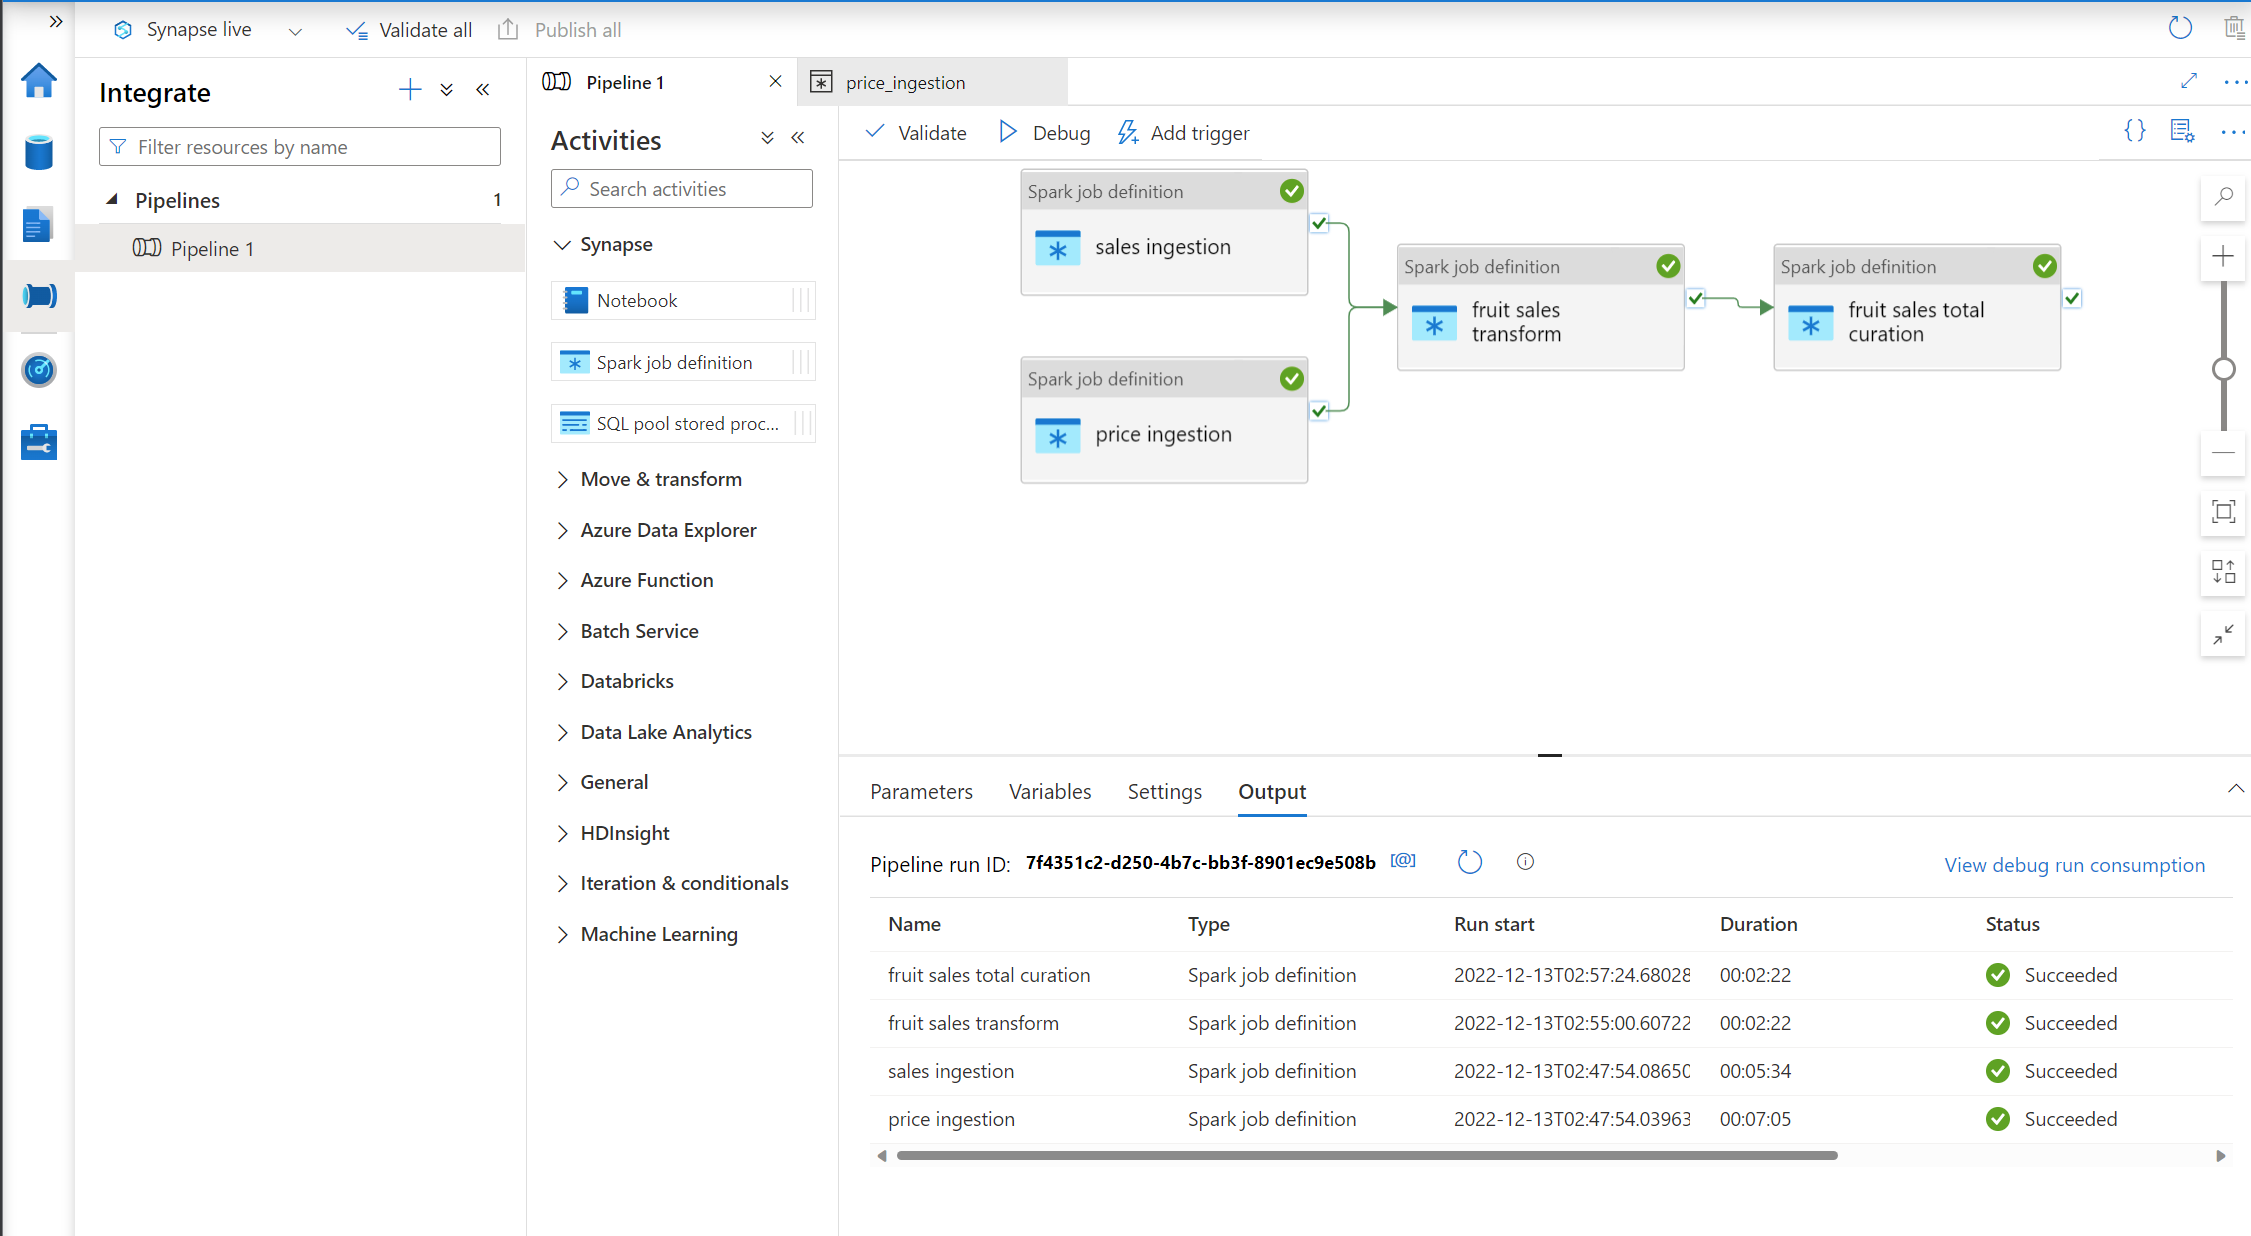 Synapse live
Validate all
Publish all
Integrate
Filter resources by name
Pipelines 1
Pipeline 1
Pipeline 1
price_ingestion
Activities
Search activities
Synapse
Notebook
Spark job definition
SQL pool stored proc...
Move & transform
Azure Data Explorer
Azure Function
Batch Service
Databricks
Data Lake Analytics
General
HDInsight
Iteration & conditionals
Machine Learning
Validate
Debug
Add trigger
{}
Spark job definition
sales ingestion
Spark job definition
price ingestion
Spark job definition
fruit sales
transform
Spark job definition
fruit sales total
curation
Parameters Variables Settings Output
Pipeline run ID: 7f4351c2-d250-4b7c-bb3f-8901ec9e508b [@]
View debug run consumption
Name Type Run start Duration Status
fruit sales total curation Spark job definition 2022-12-13T02:57:24.68028 00:02:22 Succeeded
fruit sales transform Spark job definition 2022-12-13T02:55:00.60722 00:02:22 Succeeded
sales ingestion Spark job definition 2022-12-13T02:47:54.08650 00:05:34 Succeeded
price ingestion Spark job definition 2022-12-13T02:47:54.03963 00:07:05 Succeeded